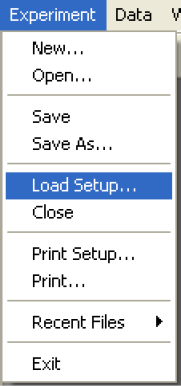 Experiment Data
New...
Open...
Save
Save As...
Load Setup...
Close
Print Setup...
Print...
Recent Files
Exit